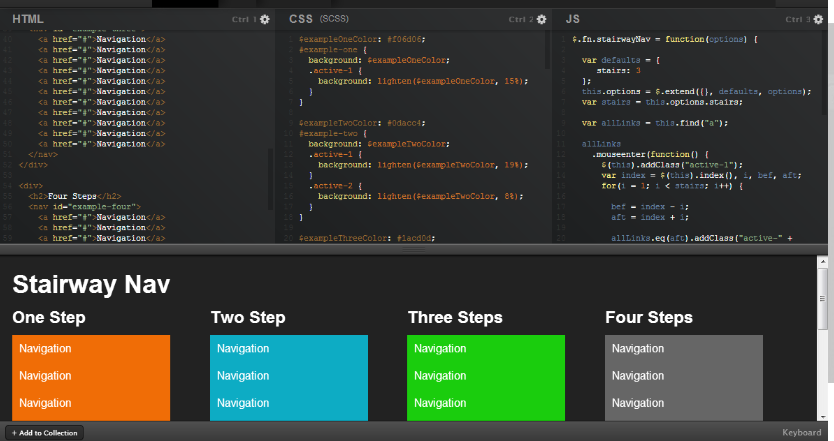 HTML
Ctrl 1
<a href="#">Navigation</a>
<a href="#">Navigation</a>
<a href="#">Navigation</a>
<a href="#">Navigation</a>
<a href="#">Navigation</a>
<a href="#">Navigation</a>
<a href="#">Navigation</a>
<a href="#">Navigation</a>
<a href="#">Navigation</a>
<a href="#">Navigation</a>
<a href="#">Navigation</a>
</nav>
</div>
<div>
<h2>Four Steps</h2>
<nav id="example-four">
<a href="#">Navigation</a>
<a href="#">Navigation</a>
<a href="#">Navigation</a>
CSS (SCSS)
Ctrl 2
$exampleOneColor: #f06d06;
#example-one {
background: $exampleOneColor;
.active-1 {
background: lighten($exampleOneColor, 15%);
}
}
$exampleTwoColor: #0dacc4;
#example-two {
background: $exampleTwoColor;
.active-1 {
background: lighten($exampleTwoColor, 19%);
}
.active-2 {
background: lighten($exampleTwoColor, 8%);
}
}
$exampleThreeColor: #1acd0d;
JS
Ctrl 3
$.fn.stairwayNav = function(options) {
var defaults = {
stairs: 3
};
this.options = $.extend({}, defaults, options);
var stairs = this.options.stairs;
var allLinks = this.find("a");
allLinks
.mouseenter(function() {
$(this).addClass("active-1");
var index = $(this).index(), i, bef, aft;
for(i = 1; i < stairs; i++) {
bef = index - i;
aft = index + i;
allLinks.eq(aft).addClass("active-" +
Stairway Nav
One Step
Two Step
Three Steps
Four Steps
Navigation
Navigation
Navigation
Navigation
Navigation
Navigation
Navigation
Navigation
Navigation
Navigation
Navigation
Navigation
+ Add to Collection
Keyboard